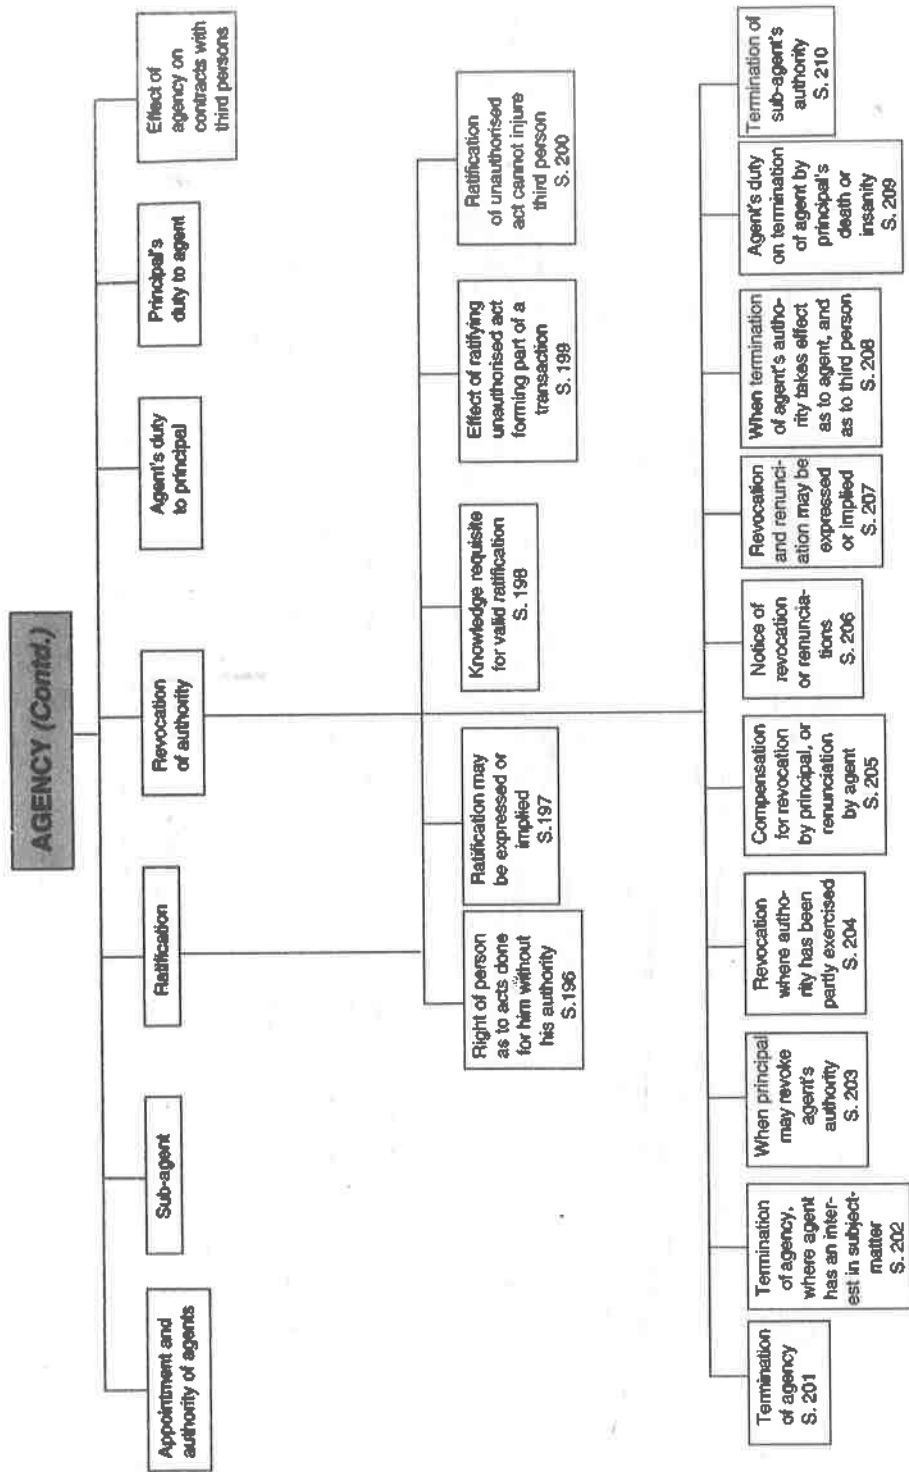 AGENCY (Contd.)
Appointment and
authority of agents
Sub-agent
Ratification
Revocation
of authority
Agent's duty
to principal
Principal's
duty to agent
Effect of
agency on
contracts with
third persons
Right of person
as to acts done
for him without
his authority
S.196
Ratification may
be expressed or
implied
S.197
Knowledge requisite
for valid ratification
S. 198
Effect of ratifying
unauthorised act
forming part of a
transaction
S. 199
Ratification
of unauthorised
act cannot injure
third person
S. 200
Termination
of agency
S. 201
Termination
of agency,
where agent
has an inter-
est in subject-
matter
S. 202
When principal
may revoke
agent's
authority
S. 203
Revocation
where autho-
rity has been
partly exercised
S. 204
Compensation
for revocation
by principal, or
renunciation
by agent
S. 205
Notice of
revocation
or renuncia-
tions
S. 206
Revocation
and renunci-
ation may be
expressed
or implied
S. 207
When termination
of agent's autho-
rity takes effect
as to agent, and
as to third person
S. 208
Agent's duty
on termination
of agent by
principal's
death or
insanity
S. 209
Termination of
sub-agent's
authority
S. 210